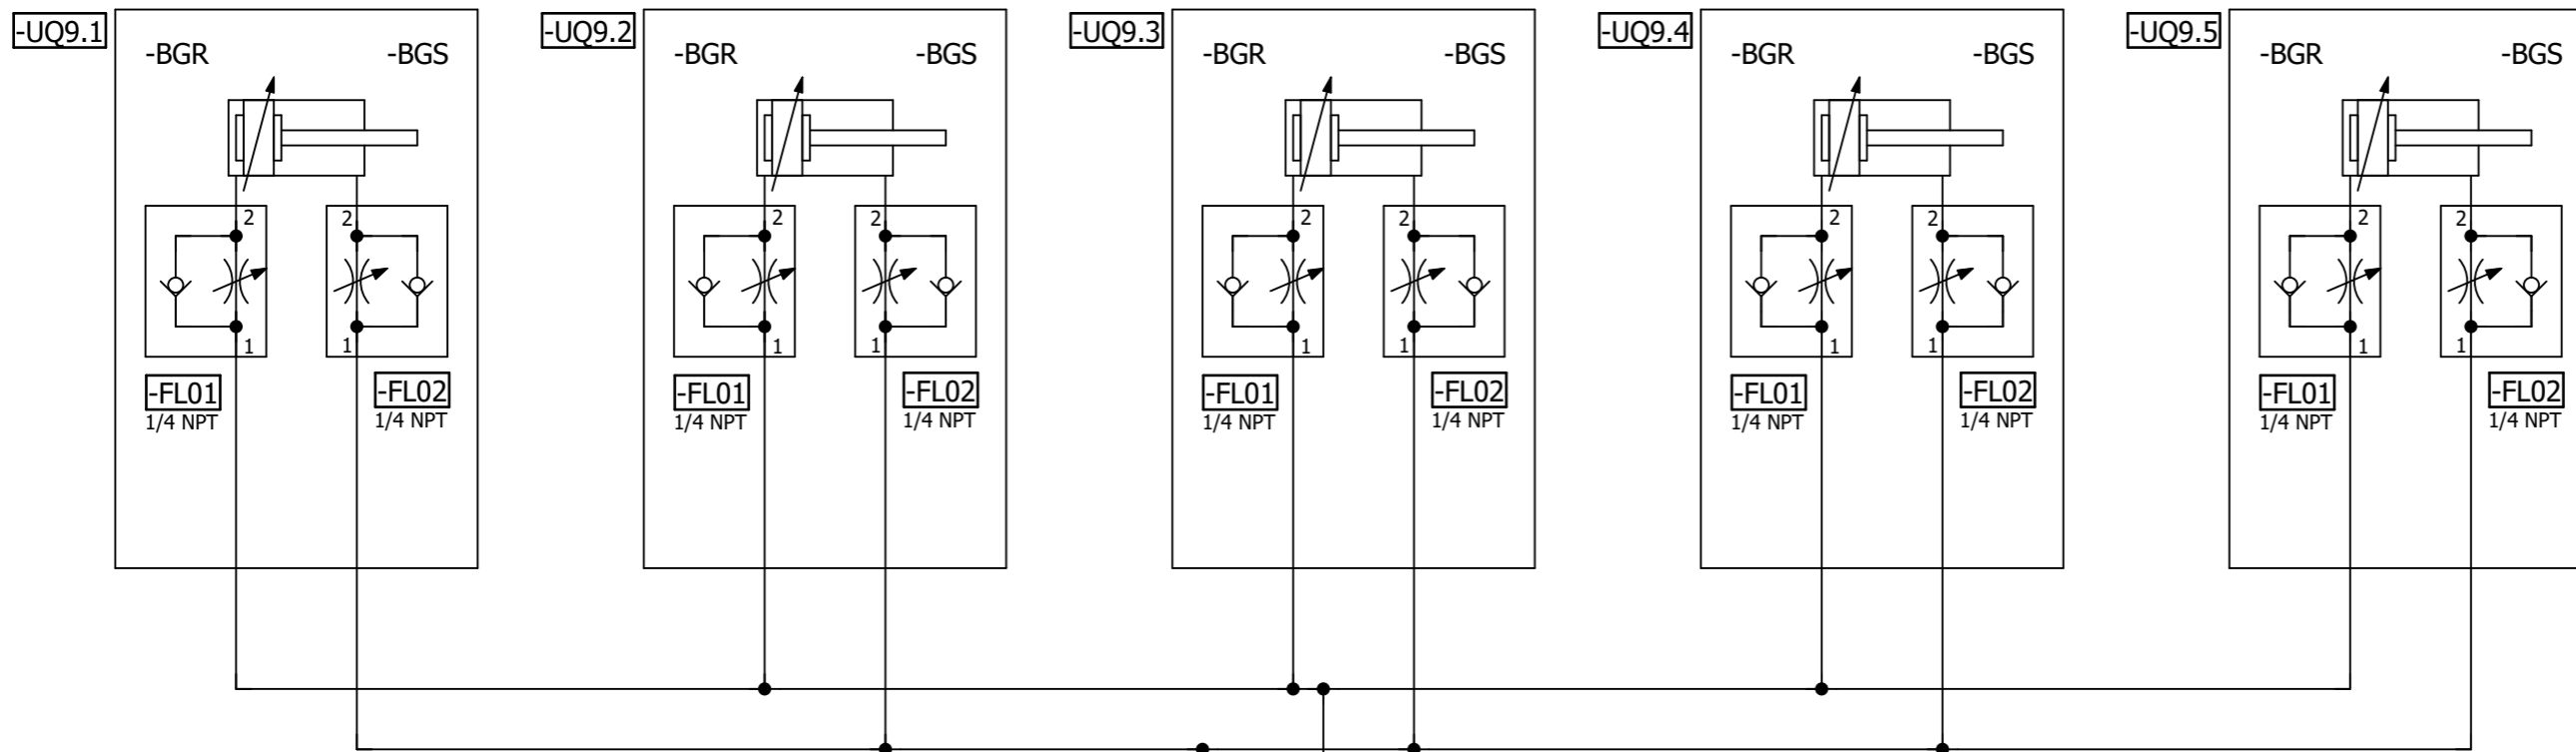 -UQ9.1
-BGR
-BGS
2
2
1
1
-FL01
1/4 NPT
-FL02
1/4 NPT
-UQ9.2
-BGR
-BGS
2
2
1
1
-FL01
1/4 NPT
-FL02
1/4 NPT
-UQ9.3
-BGR
-BGS
2
2
1
1
-FL01
1/4 NPT
-FL02
1/4 NPT
-UQ9.4
-BGR
-BGS
2
2
1
1
-FL01
1/4 NPT
-FL02
1/4 NPT
-UQ9.5
-BGR
-BGS
2
2
1
1
-FL01
1/4 NPT
-FL02
1/4 NPT